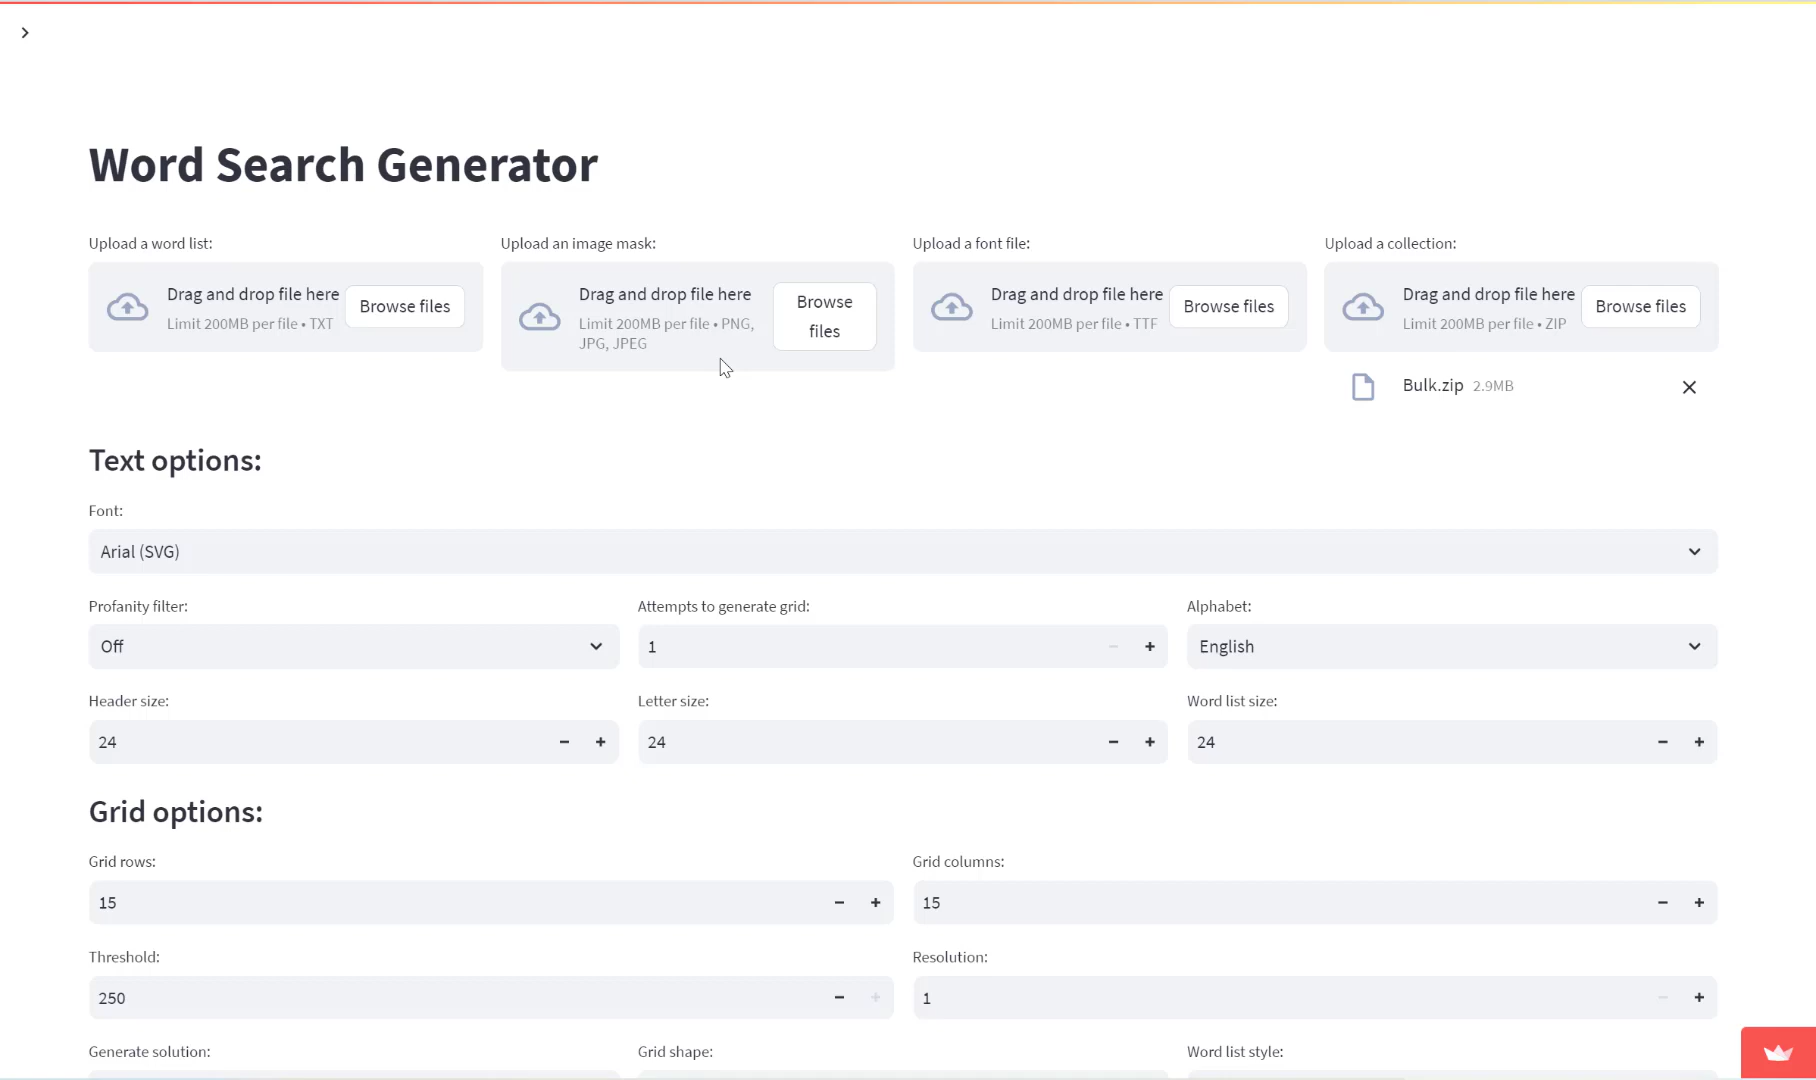 Word Search Generator
Upload a word list:
Drag and drop file here
Limit 200MB per file • TXT
Browse files
Upload an image mask:
Drag and drop file here
Limit 200MB per file • PNG,
JPG, JPEG
Browse
files
Upload a font file:
Drag and drop file here
Limit 200MB per file • TTF
Browse files
Upload a collection:
Drag and drop file here
Limit 200MB per file • ZIP
Browse files
Bulk.zip 2.9MB
Text options:
Font:
Arial (SVG)
Profanity filter:
Off
Attempts to generate grid:
1
Alphabet:
English
Header size:
24
Letter size:
24
Word list size:
24
Grid options:
Grid rows:
15
Grid columns:
15
Threshold:
250
Resolution:
1
Generate solution:
Grid shape:
Word list style: